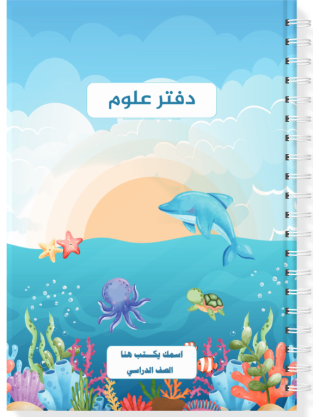 دفتر علوم
اسمك يكتب هنا
الصف الدراسي